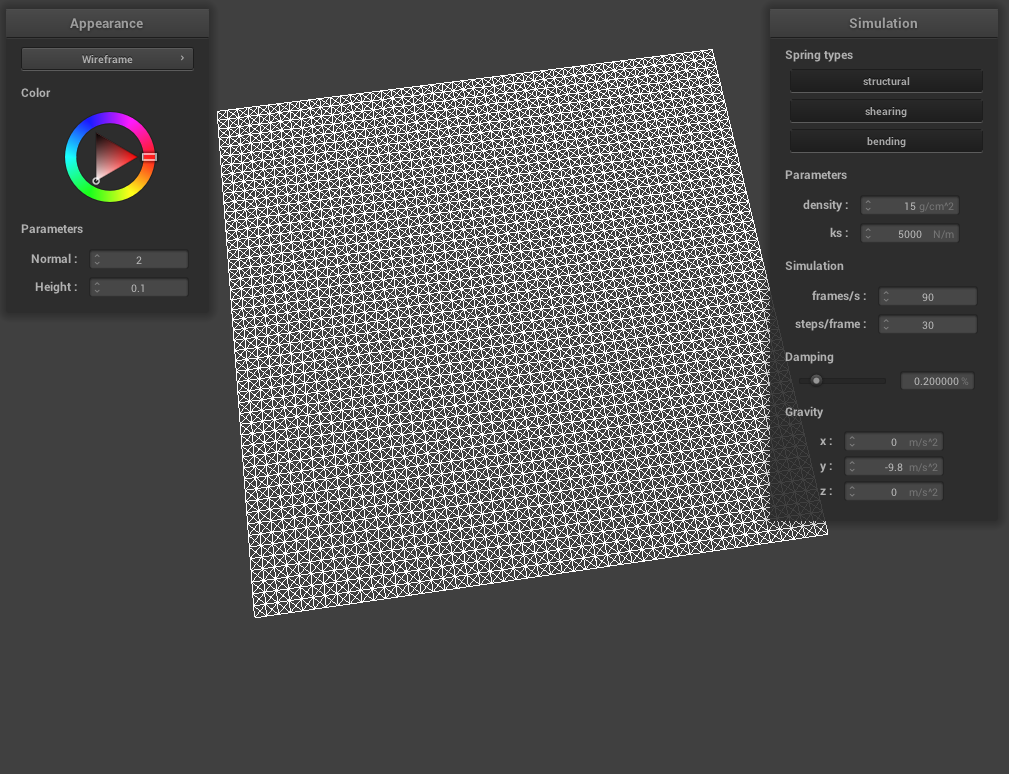 Appearance
Wireframe
Color
Parameters
Normal : 2
Height : 0.1
Simulation
Spring types
structural
shearing
bending
Parameters
density : 15 g/cm^2
ks : 5000 N/m
Simulation
frames/s : 90
steps/frame : 30
Damping
0.200000 %
Gravity
x : 0 m/s^2
y : -9.8 m/s^2
z : 0 m/s^2